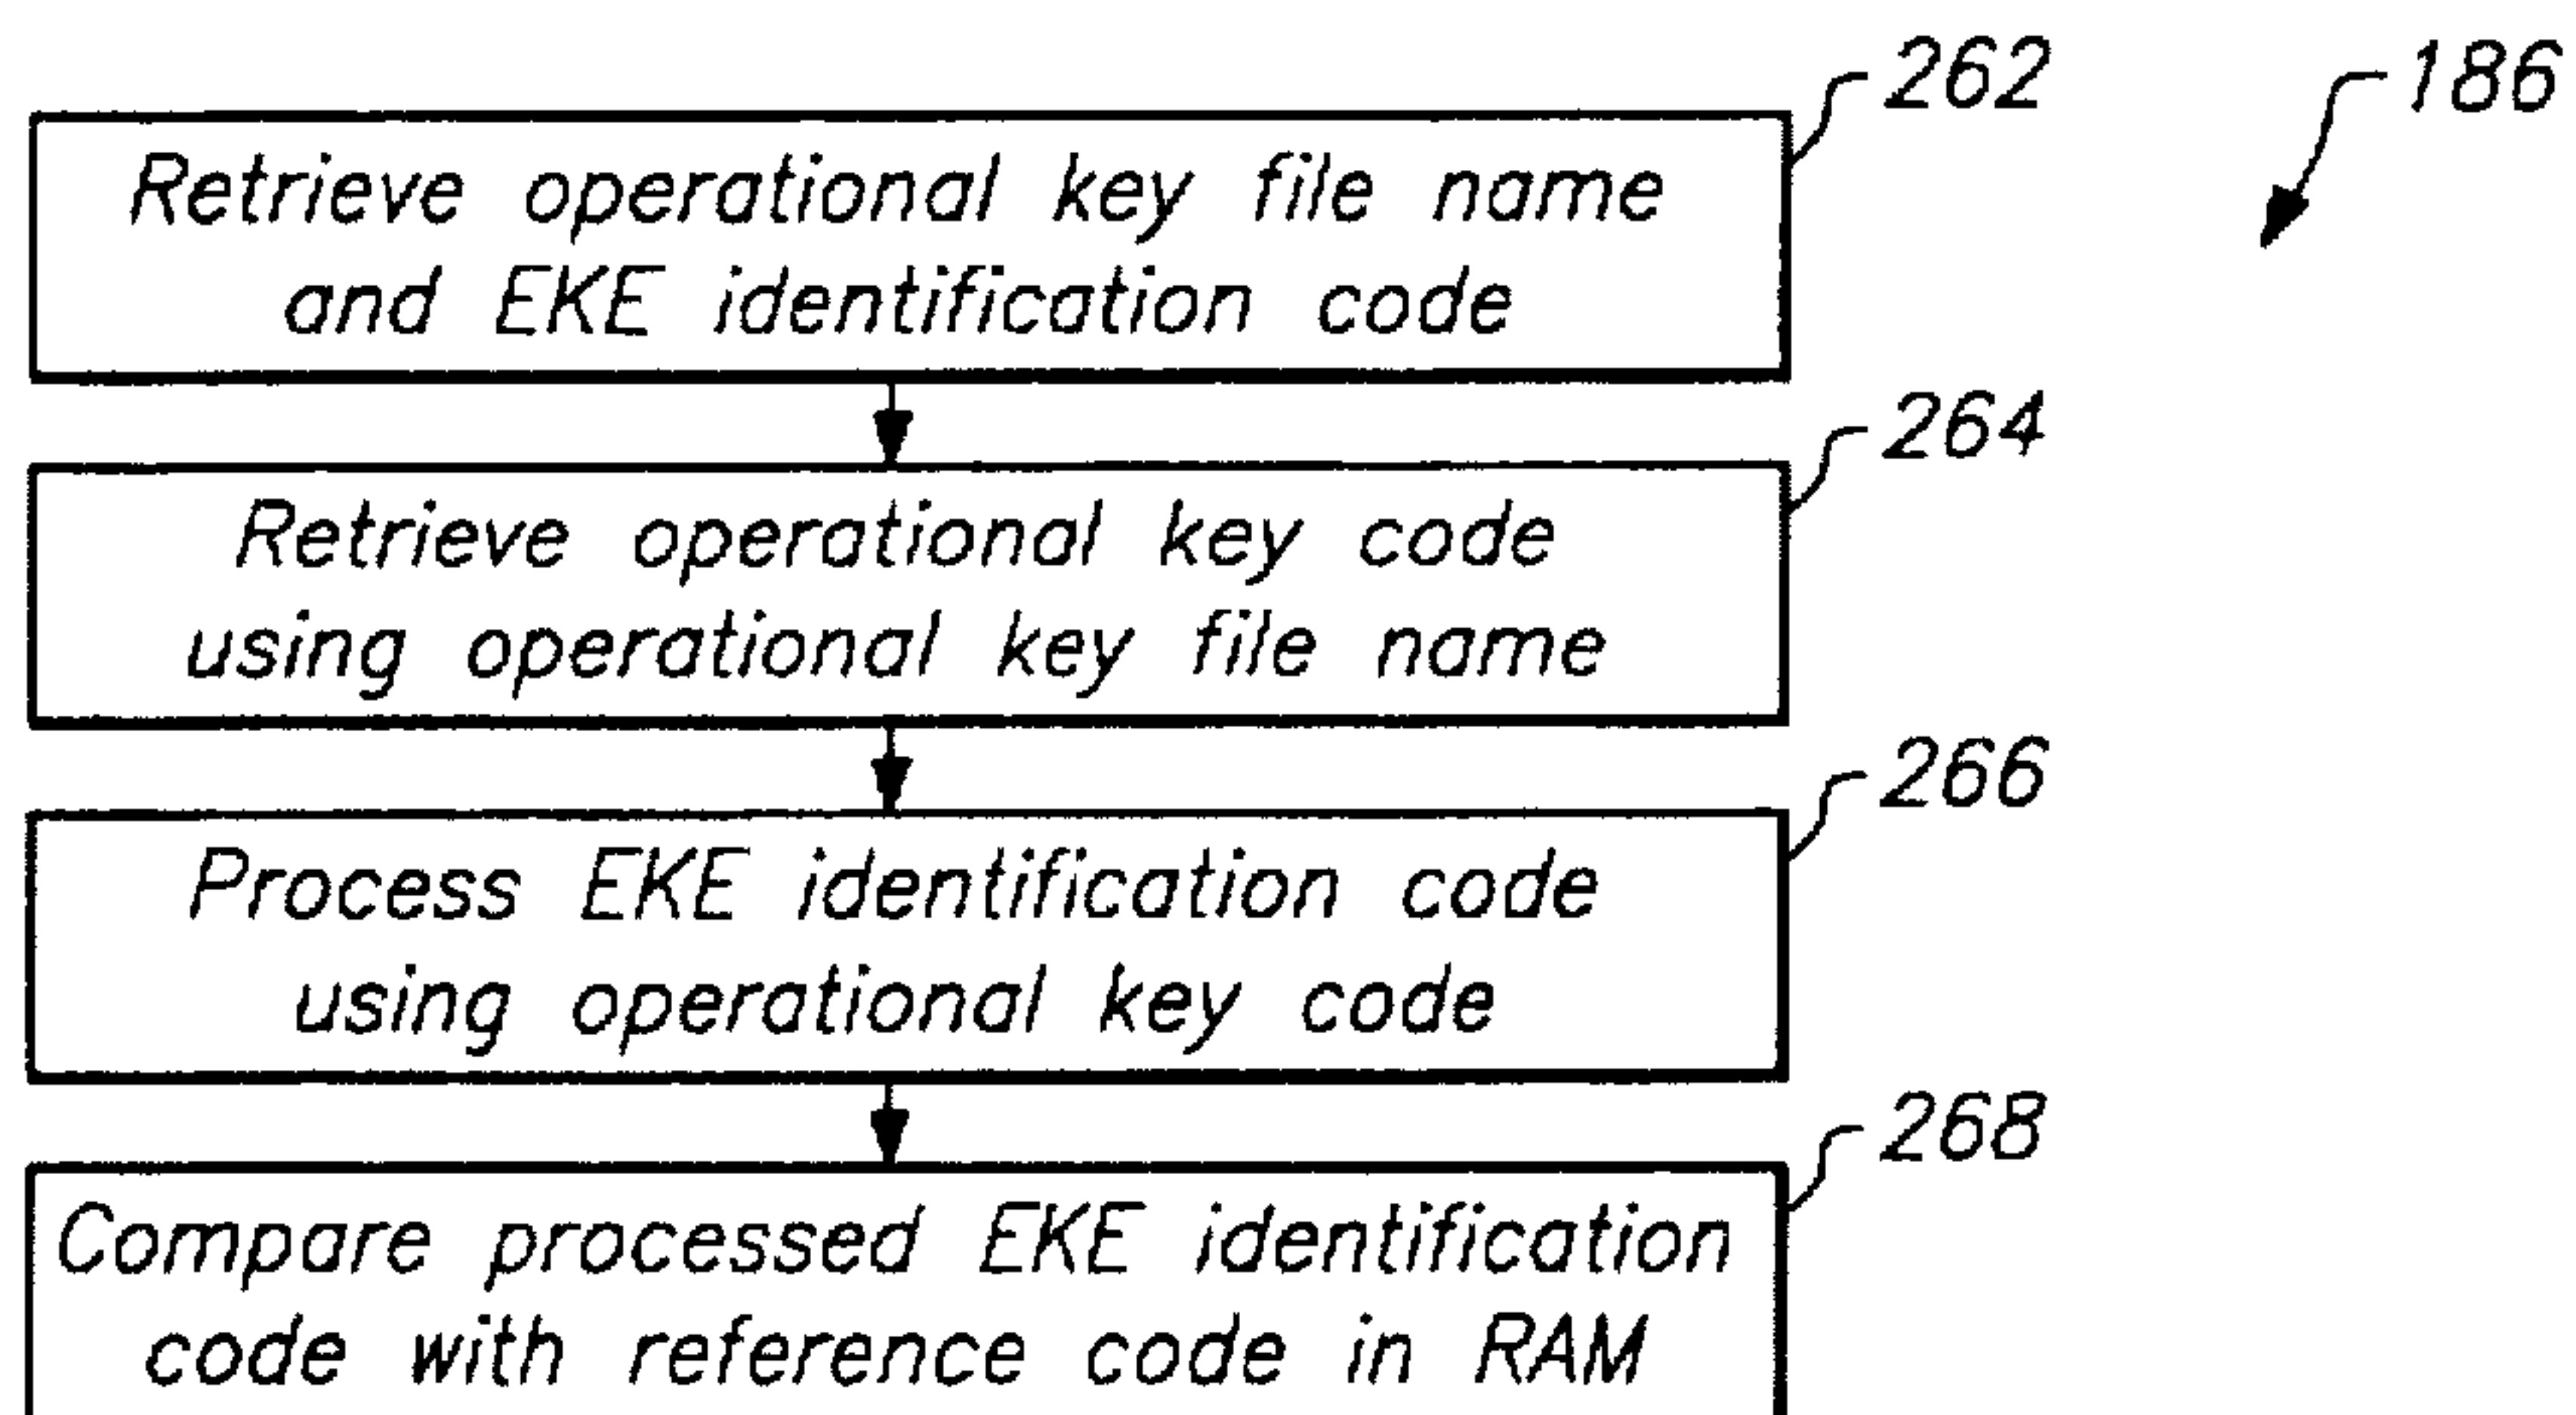 262
186
Retrieve operational key file name
and EKE identification code
264
Retrieve operational key code
using operational key file name
266
Process EKE identification code
using operational key code
268
Compare processed EKE identification
code with reference code in RAM